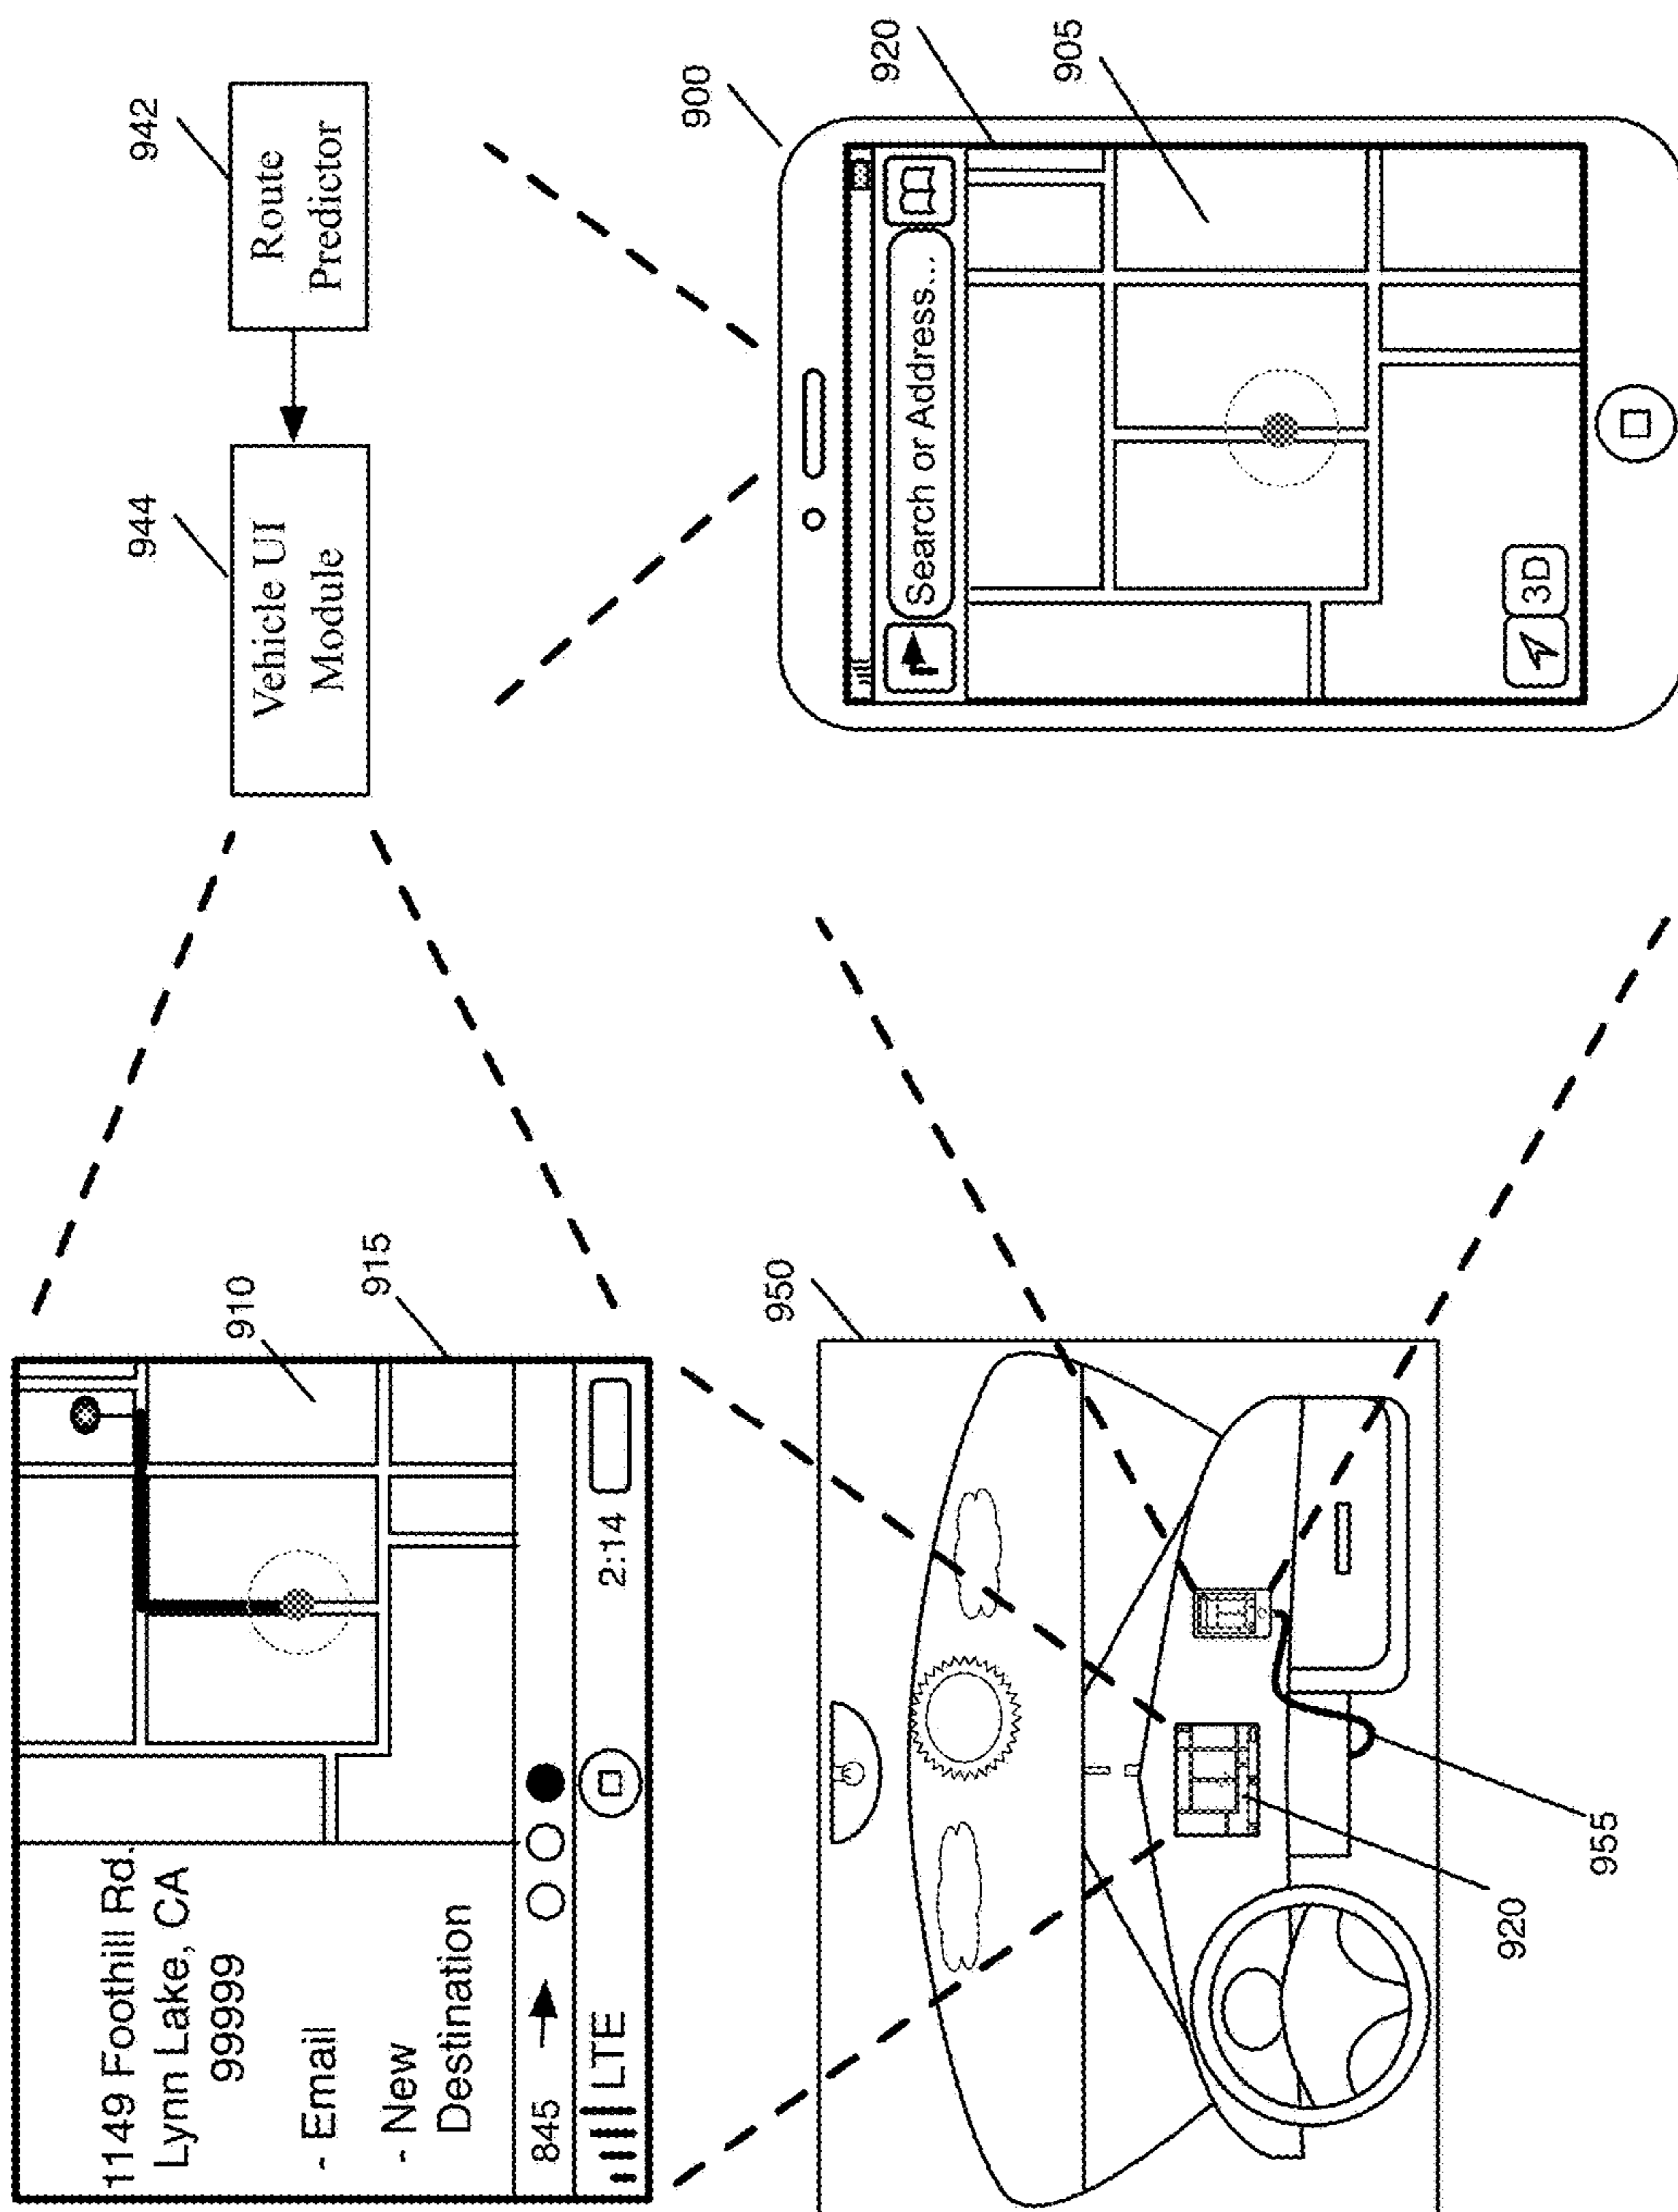 1149 Foothill Rd.
Lynn Lake, CA
99999
- Email
- New
Destination
845
LTE
2:14
910
915
944
Vehicle UI
Module
942
Route
Predictor
950
920
955
900
920
905
Search or Address...
3D